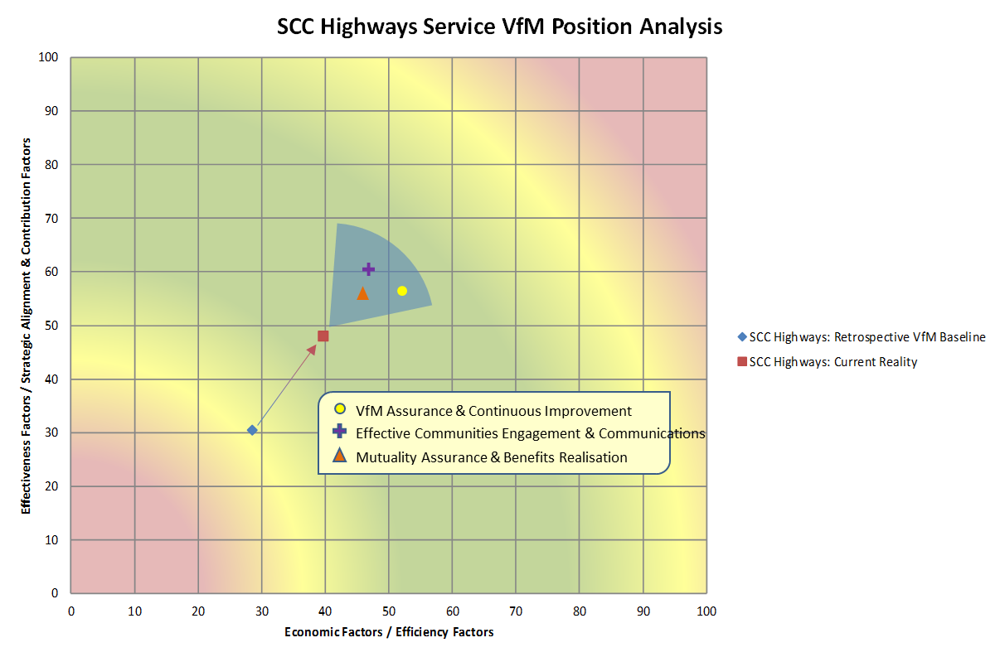 SCC Highways Service VfM Position Analysis
Effectiveness Factors / Strategic Alignment & Contribution Factors
100
90
80
70
60
50
40
30
20
10
0
0 10 20 30 40 50 60 70 80 90 100
Economic Factors / Efficiency Factors
VfM Assurance & Continuous Improvement
Effective Communities Engagement & Communications
Mutuality Assurance & Benefits Realisation
SCC Highways: Retrospective VfM Baseline
SCC Highways: Current Reality